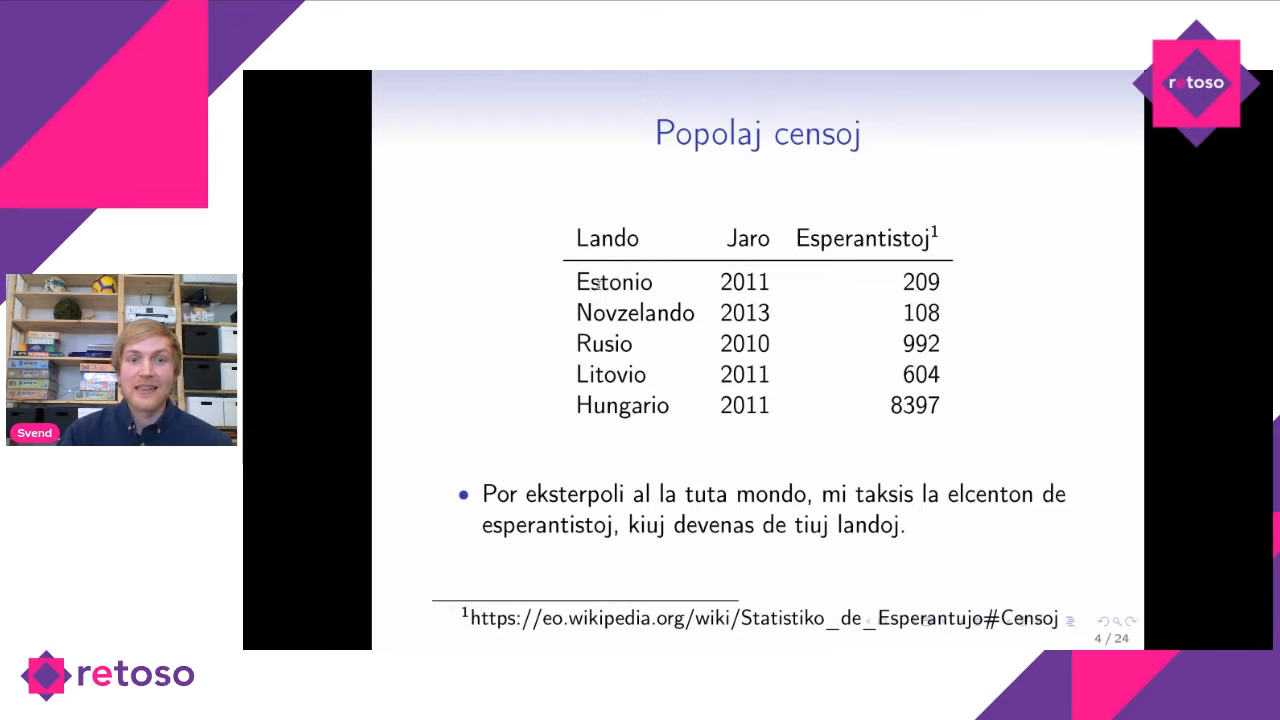 retoso
Popolaj censoj
Lando Jaro Esperantistoj¹
Estonio 2011 209
Novzelando 2013 108
Rusio 2010 992
Litovio 2011 604
Hungario 2011 8397
Svend
• Por eksterpoli al la tuta mondo, mi taksis la elcenton de
esperantistoj, kiuj devenas de tiuj landoj.
¹https://eo.wikipedia.org/wiki/Statistiko_de_Esperantujo#Censoj
4 / 24
retoso